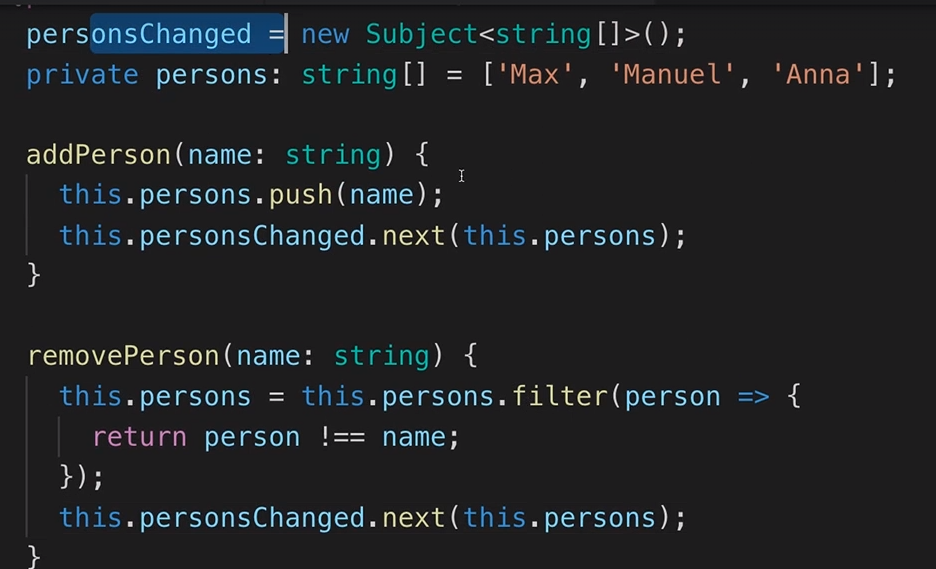 personsChanged = new Subject<string[]>();
private persons: string[] = ['Max', 'Manuel', 'Anna'];
addPerson(name: string) {
this.persons.push(name);
this.personsChanged.next(this.persons);
}
removePerson(name: string) {
this.persons = this.persons.filter(person => {
return person !== name;
});
this.personsChanged.next(this.persons);
}